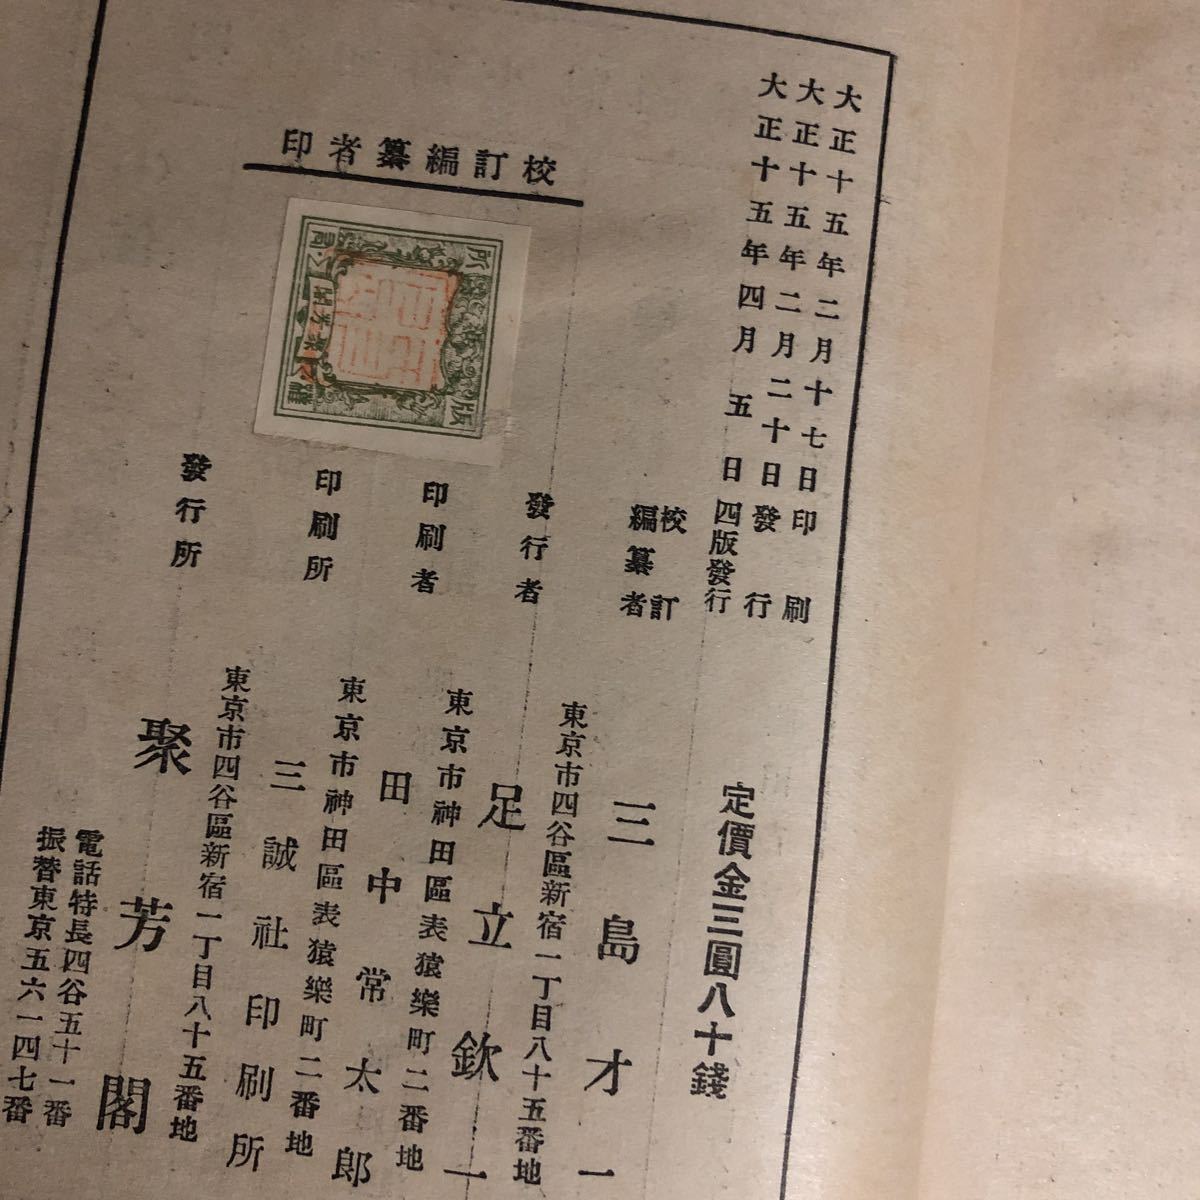 大正十五年二月十七日印刷
大正十五年二月二十日發行
大正十五年四月五日四版發行
定價金三圓八十錢
校訂編纂者印
版權
所
之
聚芳閣
校訂
編纂者
三島才一
發行者
東京市四谷區新宿一丁目八十五番地
足立欽一
印刷者
東京市神田區表猿樂町二番地
田中常太郎
印刷所
東京市神田區表猿樂町二番地
三誠社印刷所
發行所
東京市四谷區新宿一丁目八十五番地
聚芳閣
電話特長四谷五十一番
振替東京五六一四七番